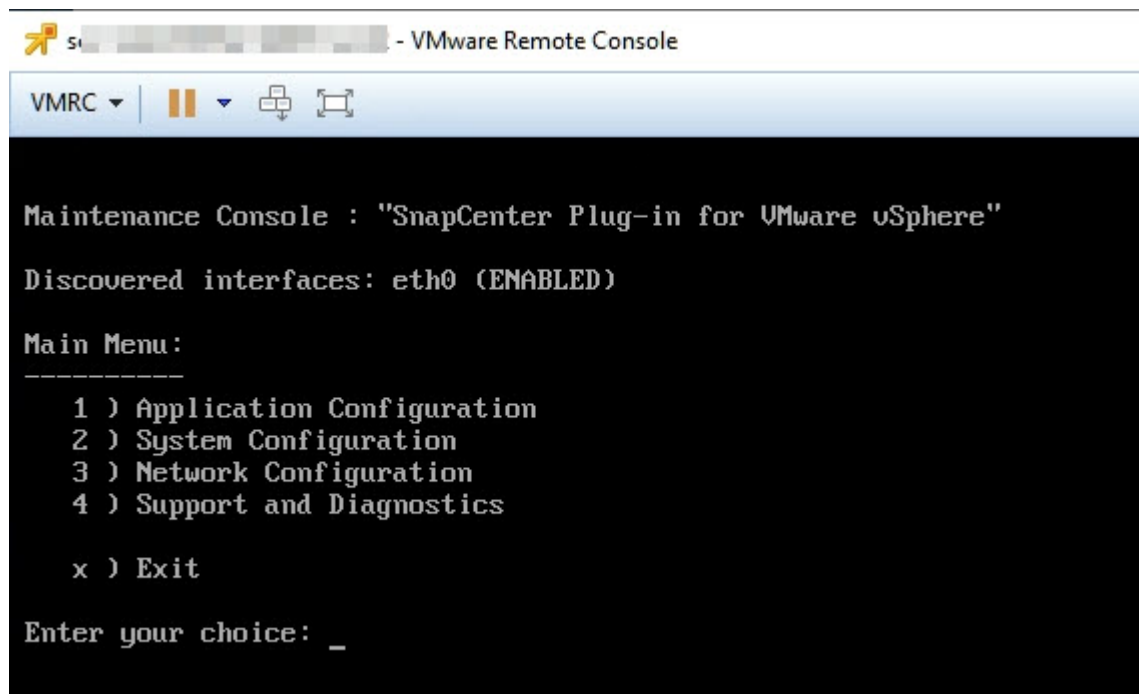 - VMware Remote Console
VMRC
Maintenance Console : "SnapCenter Plug-in for VMware vSphere"
Discovered interfaces: eth0 (ENABLED)
Main Menu:
----------
1 ) Application Configuration
2 ) System Configuration
3 ) Network Configuration
4 ) Support and Diagnostics
x ) Exit
Enter your choice: _